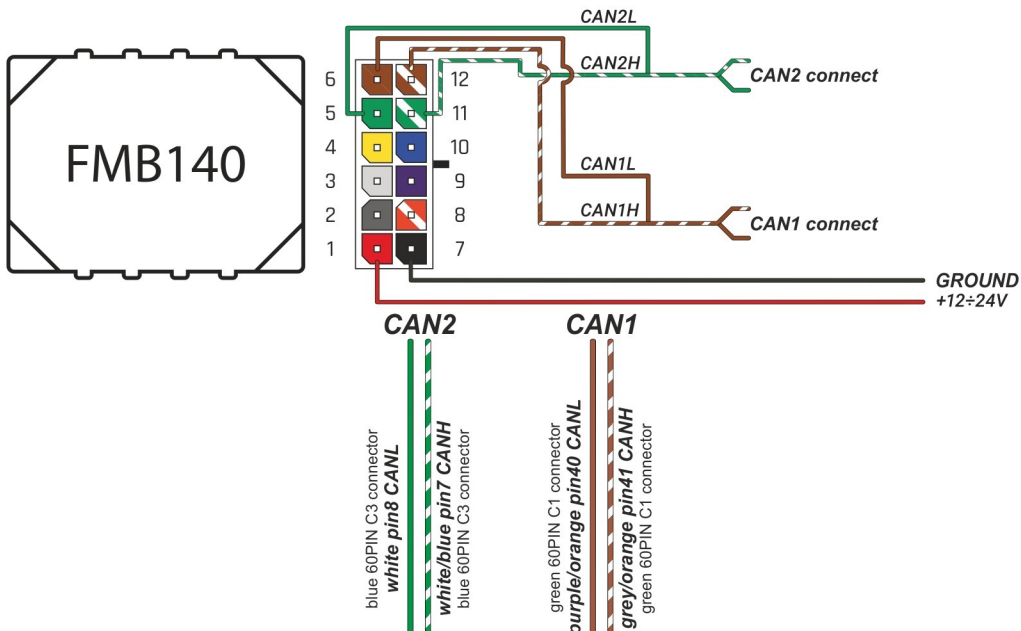 CAN2L
6
12
CAN2H
CAN2 connect
5
11
FMB140
4
10
3
9
CAN1L
2
8
CAN1H
CAN1 connect
1
7
GROUND
+12÷24V
CAN2
CAN1
blue 60PIN C3 connector
white pin8 CANL
white/blue pin7 CANH
blue 60PIN C3 connector
green 60PIN C1 connector
purple/orange pin40 CANL
grey/orange pin41 CANH
green 60PIN C1 connector